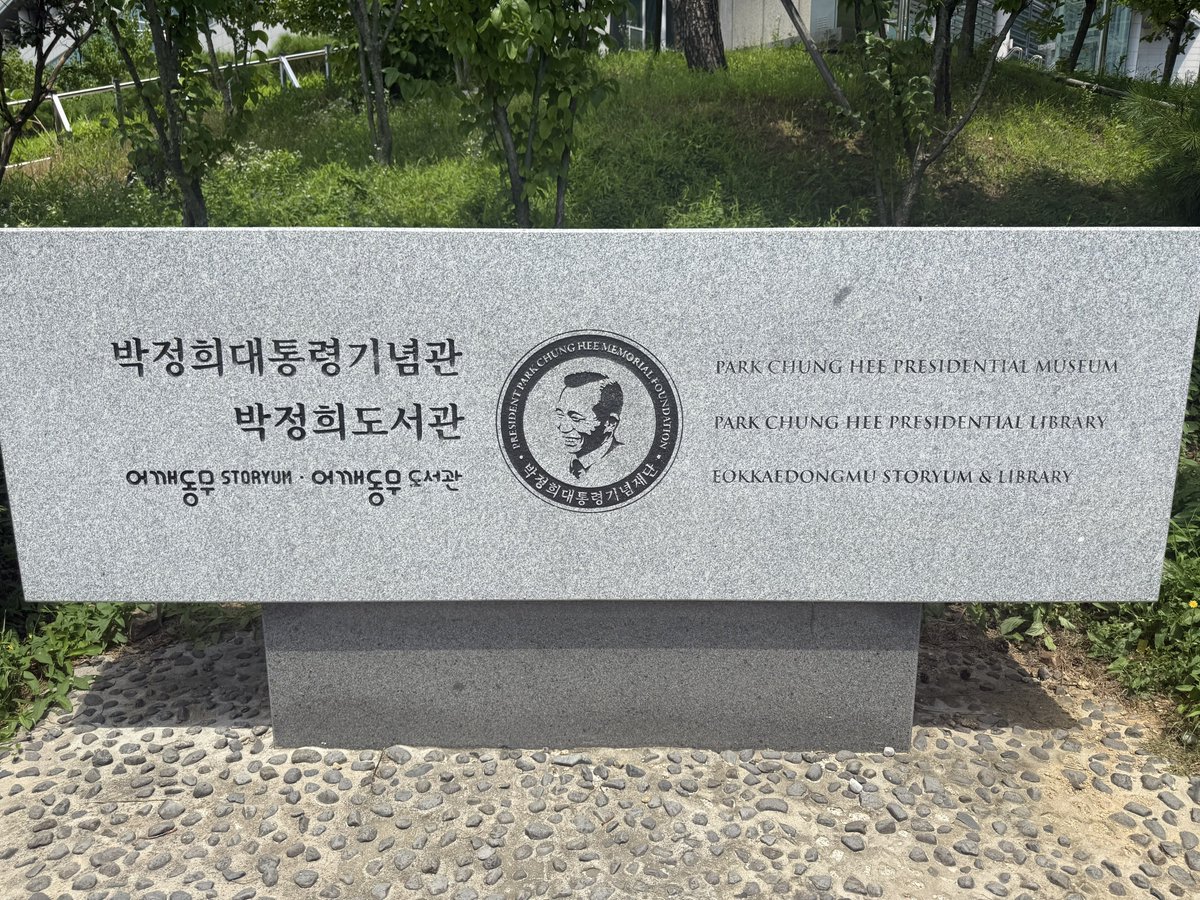 박정희대통령기념관
박정희도서관
어깨동무 STORYUM · 어깨동무 도서관
PRESIDENT PARK CHUNG HEE MEMORIAL FOUNDATION
박정희대통령기념재단
PARK CHUNG HEE PRESIDENTIAL MUSEUM
PARK CHUNG HEE PRESIDENTIAL LIBRARY
EOKKAEDONGMU STORYUM & LIBRARY